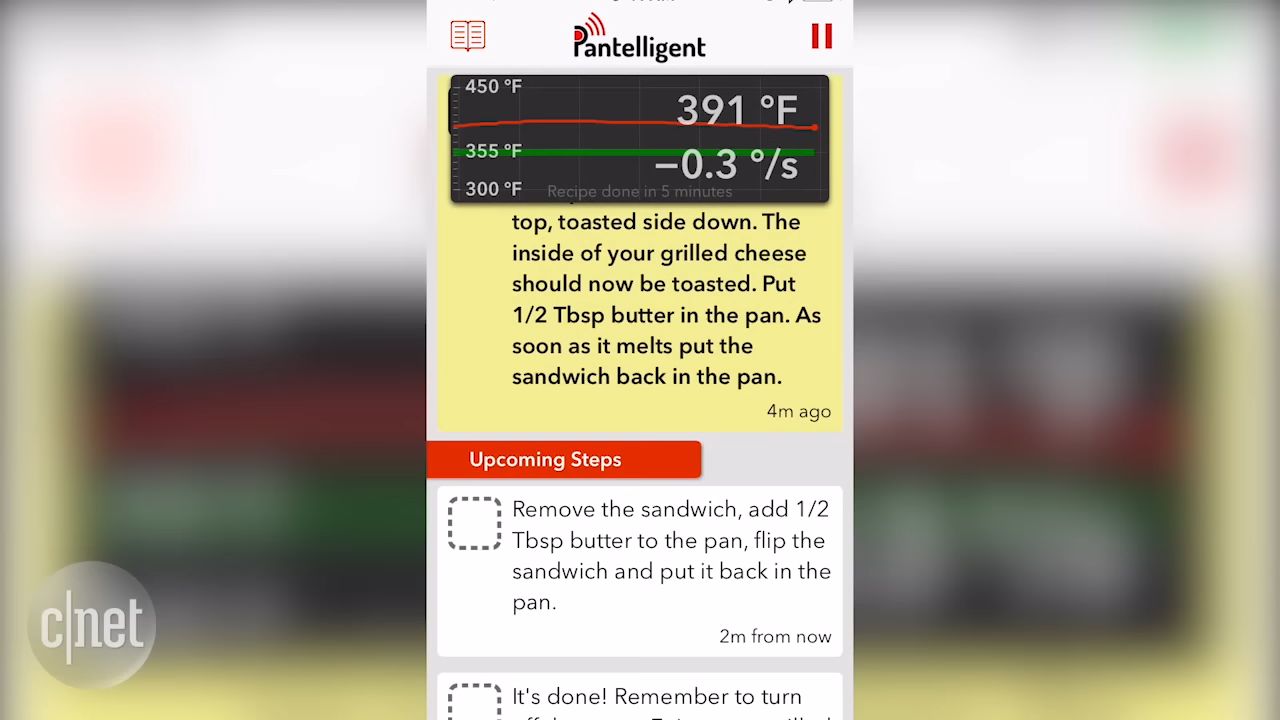 Pantelligent
450 °F
391 °F
355 °F
−0.3 °/s
300 °F
Recipe done in 5 minutes
top, toasted side down. The
inside of your grilled cheese
should now be toasted. Put
1/2 Tbsp butter in the pan. As
soon as it melts put the
sandwich back in the pan.
4m ago
Upcoming Steps
Remove the sandwich, add 1/2
Tbsp butter to the pan, flip the
sandwich and put it back in the
pan.
2m from now
It's done! Remember to turn
c|net